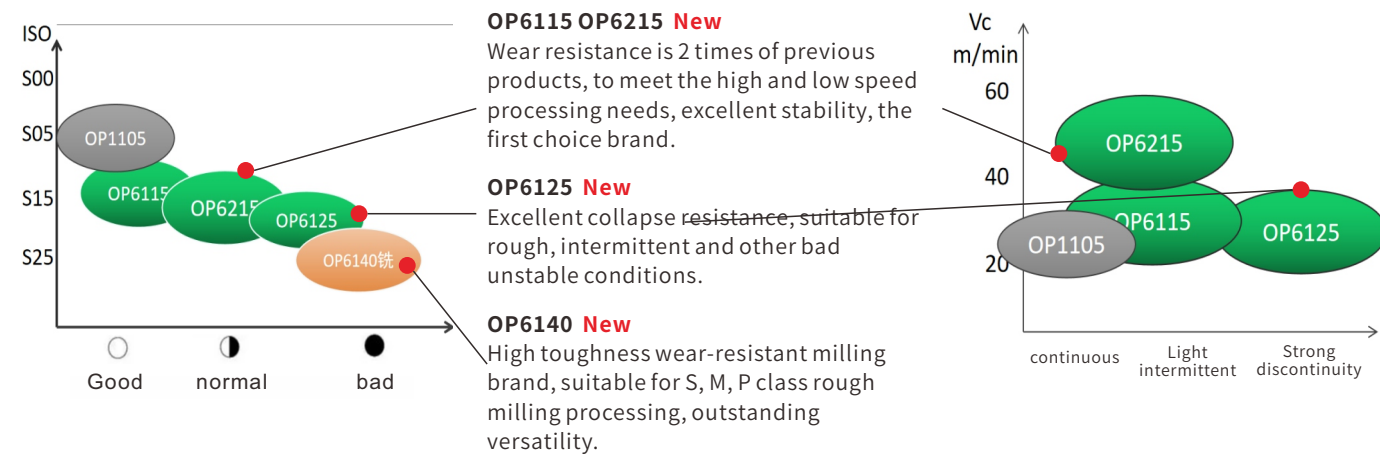 ISO
S00
S05
S15
S25
OP1105
OP6115
OP6215
OP6125
OP6140铣
Good
normal
bad
OP6115 OP6215 New
Wear resistance is 2 times of previous
products, to meet the high and low speed
processing needs, excellent stability, the
first choice brand.
OP6125 New
Excellent collapse resistance, suitable for
rough, intermittent and other bad
unstable conditions.
OP6140 New
High toughness wear-resistant milling
brand, suitable for S, M, P class rough
milling processing, outstanding
versatility.
Vc
m/min
60
40
20
OP6215
OP6115
OP1105
OP6125
continuous
Light
intermittent
Strong
discontinuity